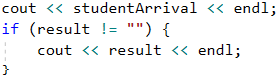 cout << studentArrival << endl;
if (result != "") {
    cout << result << endl;
}